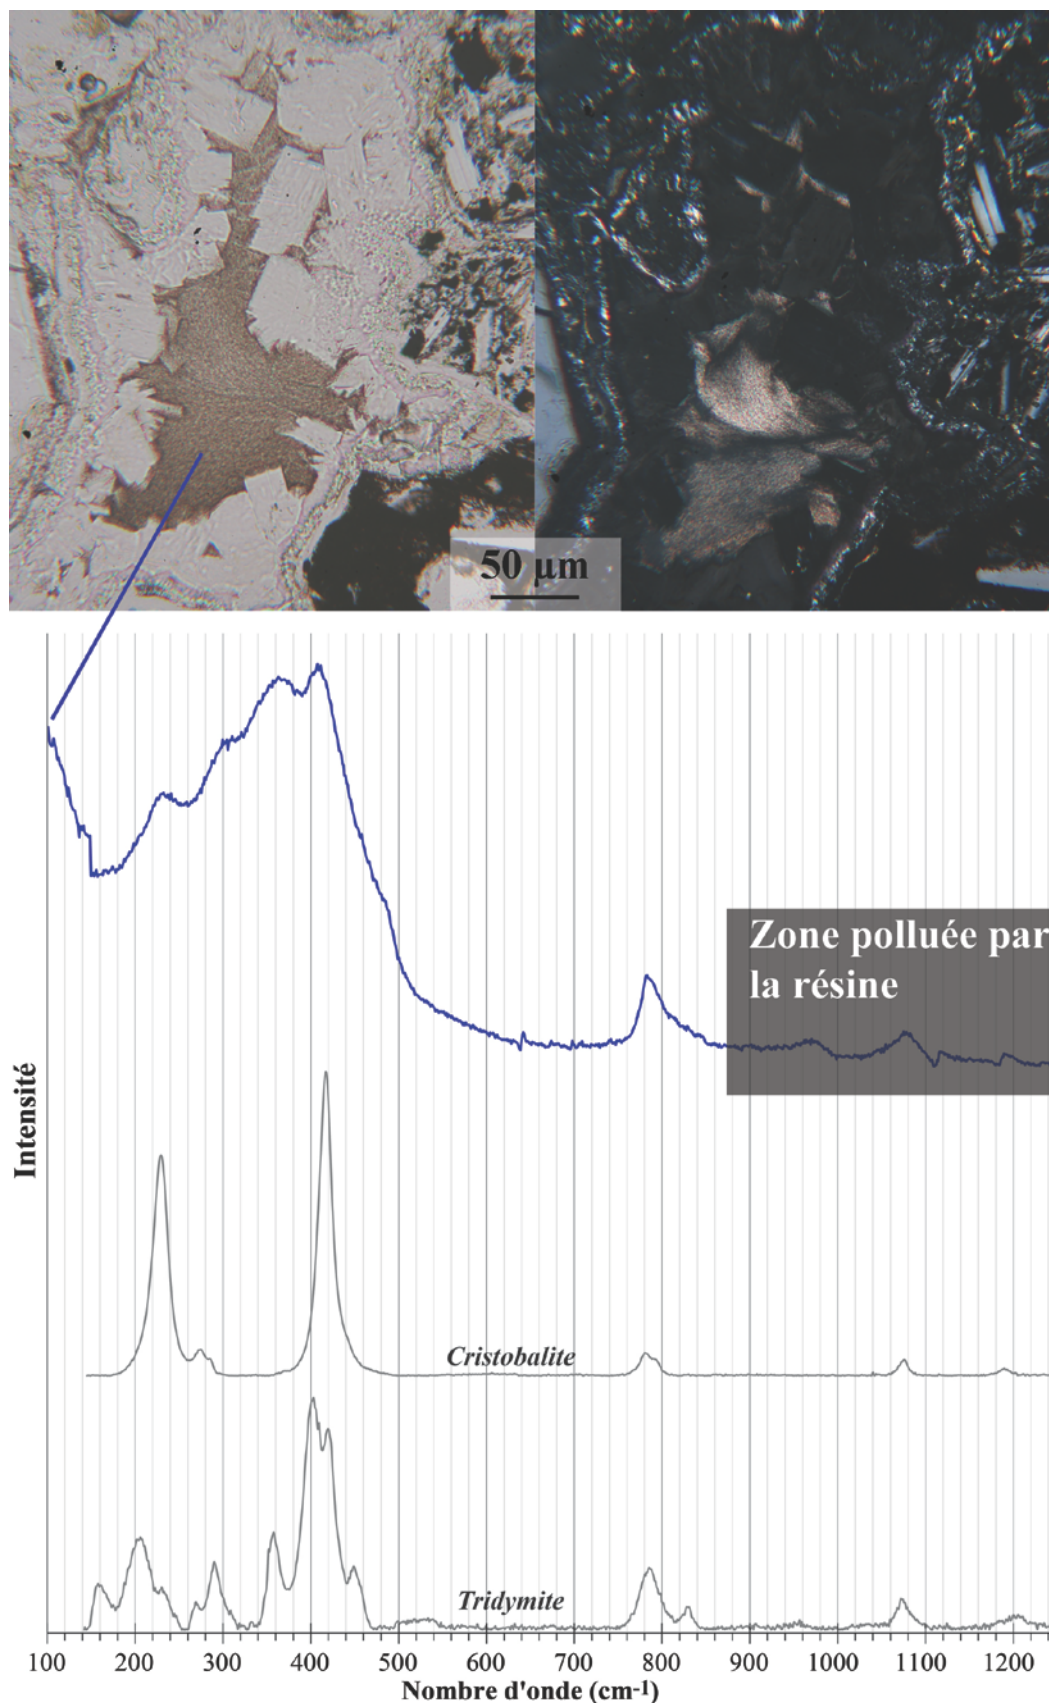 50 µm
Zone polluée par
la résine
Intensité
Cristobalite
Tridymite
100 200 300 400 500 600 700 800 900 1000 1100 1200
Nombre d'onde (cm-1)